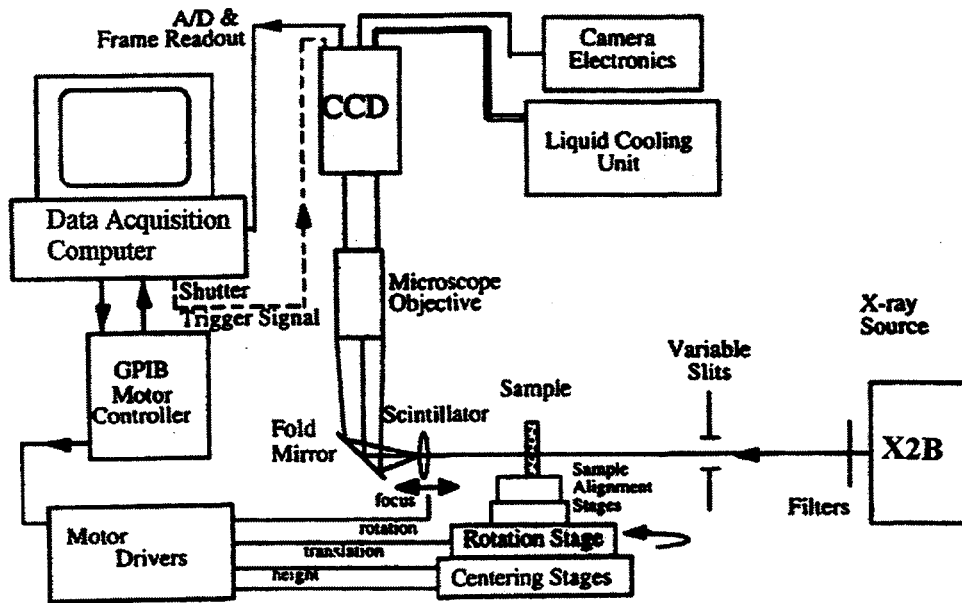 A/D &
Frame Readout
Camera
Electronics
CCD
Liquid Cooling
Unit
Data Acquisition
Computer
Shutter
Trigger Signal
Microscope
Objective
X-ray
Source
GPIB
Motor
Controller
Variable
Slits
Sample
Scintillator
Fold
Mirror
X2B
focus
Sample
Alignment
Stages
Filters
rotation
Motor
Drivers
translation
Rotation Stage
height
Centering Stages